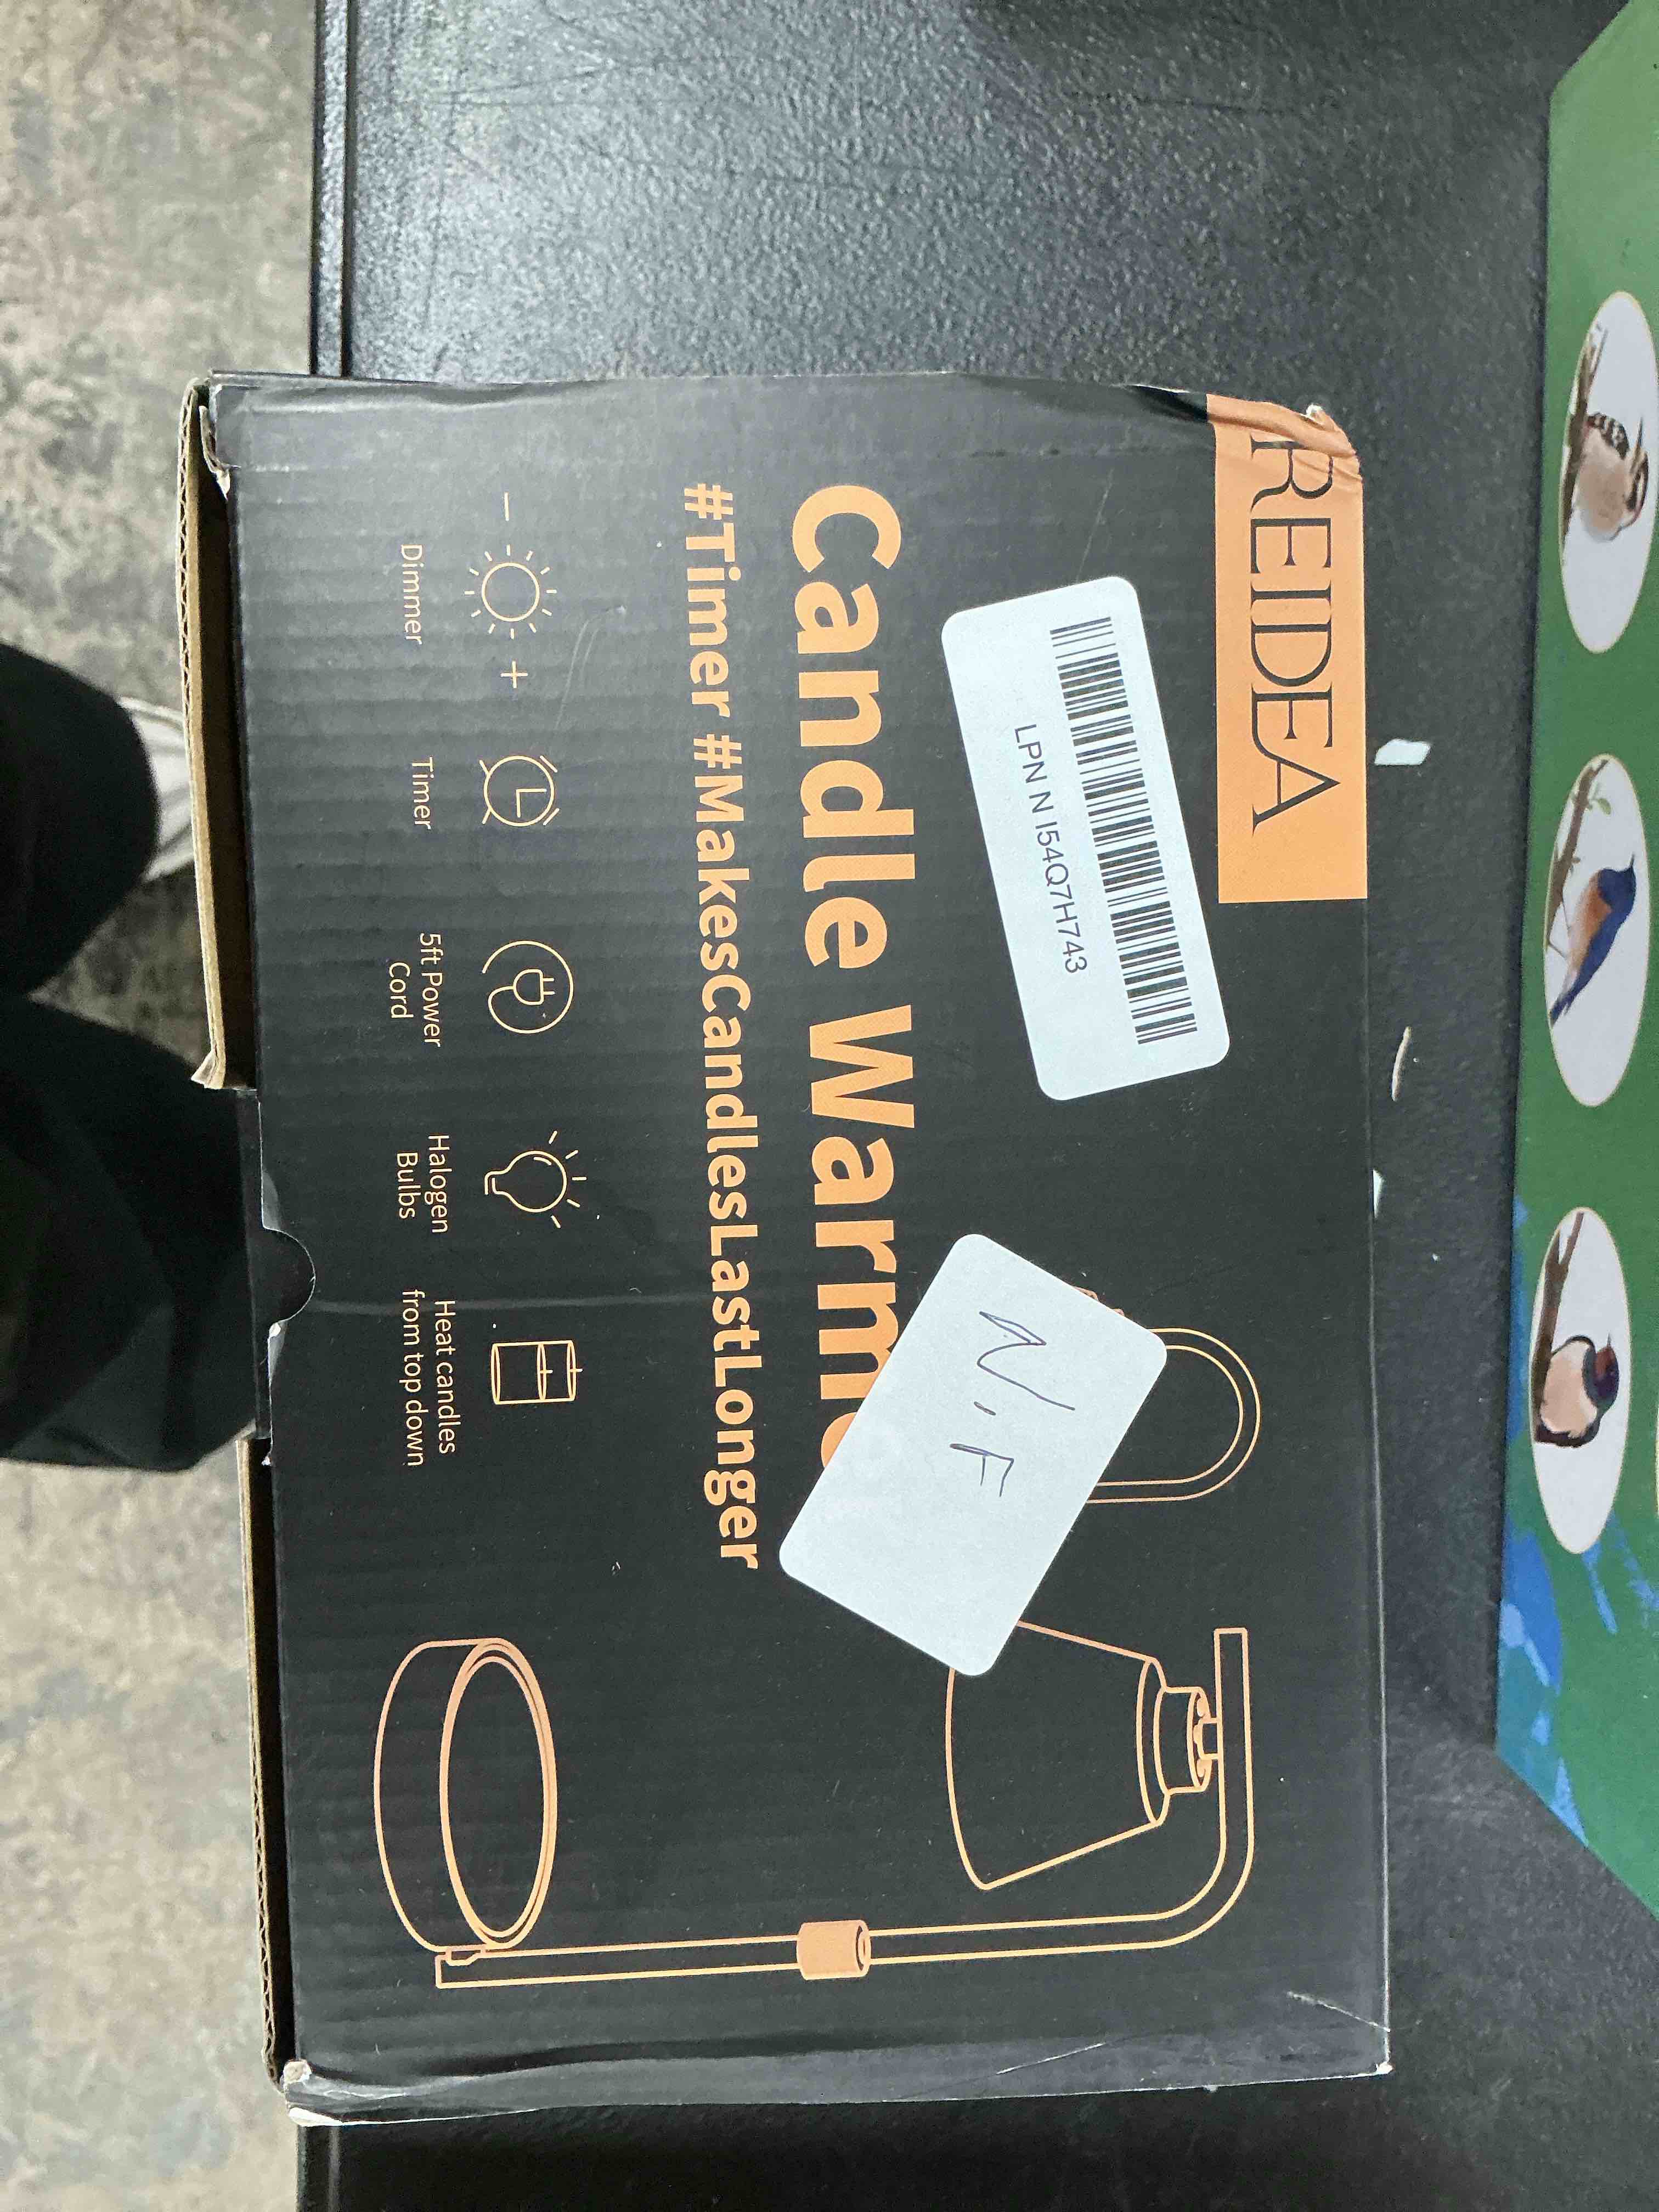 REIDEA
LPN N I54Q7H743
Candle Warme
N.F
#Timer #MakesCandlesLastLonger
− +
Dimmer
Timer
5ft Power
Cord
Halogen
Bulbs
Heat candles
from top down